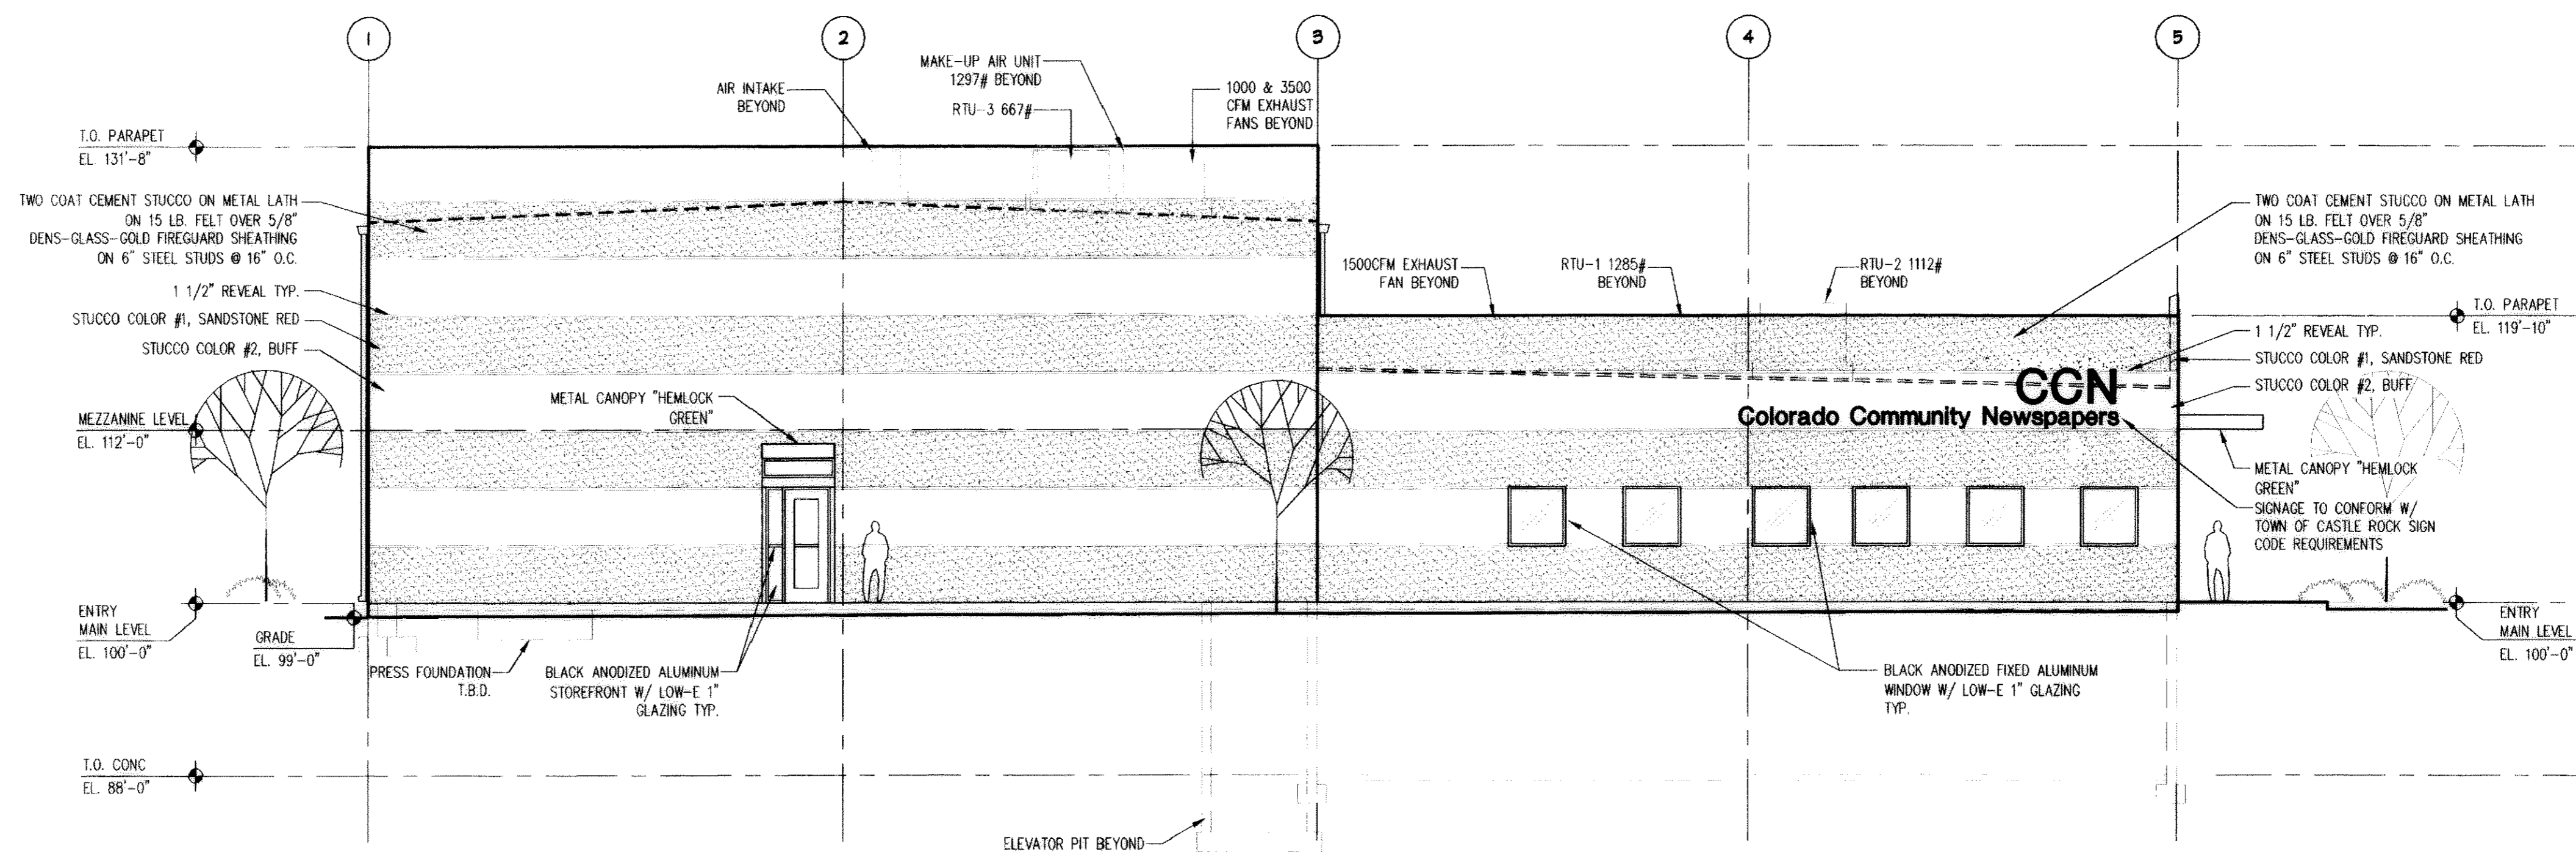 1
2
3
4
5
MAKE-UP AIR UNIT
1297# BEYOND
AIR INTAKE
BEYOND
RTU-3 667#
1000 & 3500
CFM EXHAUST
FANS BEYOND
T.O. PARAPET
EL. 131'-8"
TWO COAT CEMENT STUCCO ON METAL LATH
ON 15 LB. FELT OVER 5/8"
DENS-GLASS-GOLD FIREGUARD SHEATHING
ON 6" STEEL STUDS @ 16" O.C.
1 1/2" REVEAL TYP.
STUCCO COLOR #1, SANDSTONE RED
STUCCO COLOR #2, BUFF
METAL CANOPY "HEMLOCK
GREEN"
MEZZANINE LEVEL
EL. 112'-0"
ENTRY
MAIN LEVEL
EL. 100'-0"
GRADE
EL. 99'-0"
PRESS FOUNDATION
T.B.D.
BLACK ANODIZED ALUMINUM
STOREFRONT W/ LOW-E 1"
GLAZING TYP.
T.O. CONC
EL. 88'-0"
ELEVATOR PIT BEYOND
1500CFM EXHAUST
FAN BEYOND
RTU-1 1285#
BEYOND
RTU-2 1112#
BEYOND
CCN
Colorado Community Newspapers
TWO COAT CEMENT STUCCO ON METAL LATH
ON 15 LB. FELT OVER 5/8"
DENS-GLASS-GOLD FIREGUARD SHEATHING
ON 6" STEEL STUDS @ 16" O.C.
T.O. PARAPET
EL. 119'-10"
1 1/2" REVEAL TYP.
STUCCO COLOR #1, SANDSTONE RED
STUCCO COLOR #2, BUFF
METAL CANOPY "HEMLOCK
GREEN"
SIGNAGE TO CONFORM W/
TOWN OF CASTLE ROCK SIGN
CODE REQUIREMENTS
BLACK ANODIZED FIXED ALUMINUM
WINDOW W/ LOW-E 1" GLAZING
TYP.
ENTRY
MAIN LEVEL
EL. 100'-0"